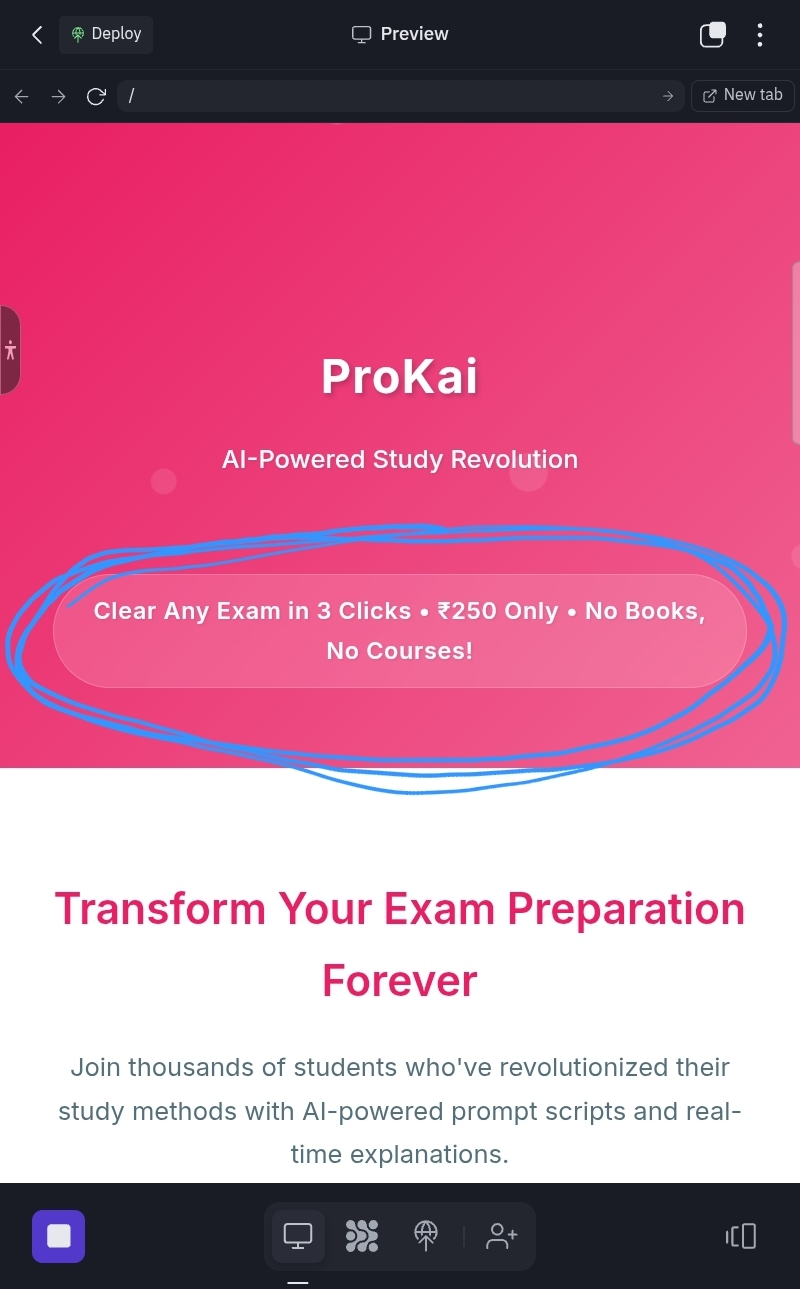 Deploy
Preview
/
New tab
ProKai
AI-Powered Study Revolution
Clear Any Exam in 3 Clicks • ₹250 Only • No Books,
No Courses!
Transform Your Exam Preparation
Forever
Join thousands of students who've revolutionized their
study methods with AI-powered prompt scripts and real-
time explanations.